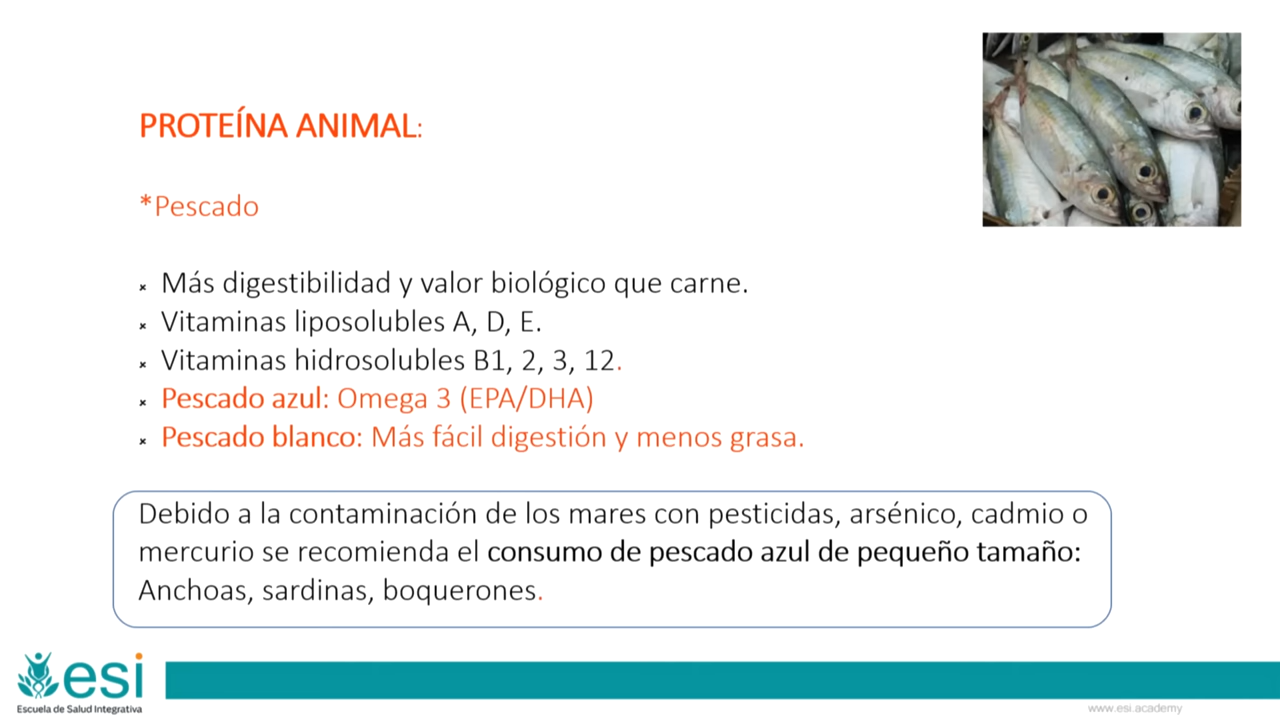 PROTEÍNA ANIMAL:
*Pescado
× Más digestibilidad y valor biológico que carne.
× Vitaminas liposolubles A, D, E.
× Vitaminas hidrosolubles B1, 2, 3, 12.
× Pescado azul: Omega 3 (EPA/DHA)
× Pescado blanco: Más fácil digestión y menos grasa.
Debido a la contaminación de los mares con pesticidas, arsénico, cadmio o
mercurio se recomienda el consumo de pescado azul de pequeño tamaño:
Anchoas, sardinas, boquerones.
esi
Escuela de Salud Integrativa
www.esi.academy